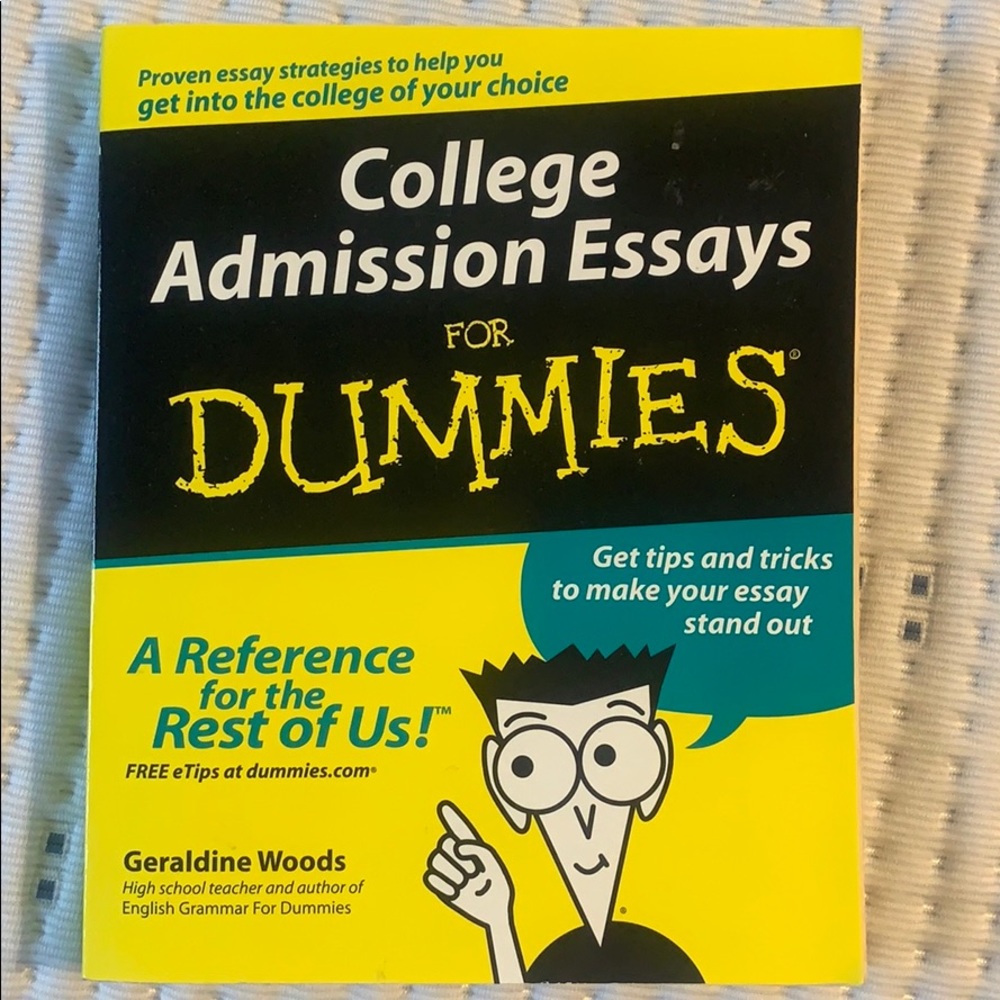 Proven essay strategies to help you
get into the college of your choice
College
Admission Essays
FOR
DUMMIES®
Get tips and tricks
to make your essay
stand out
A Reference
for the
Rest of Us!™
FREE eTips at dummies.com®
Geraldine Woods
High school teacher and author of
English Grammar For Dummies